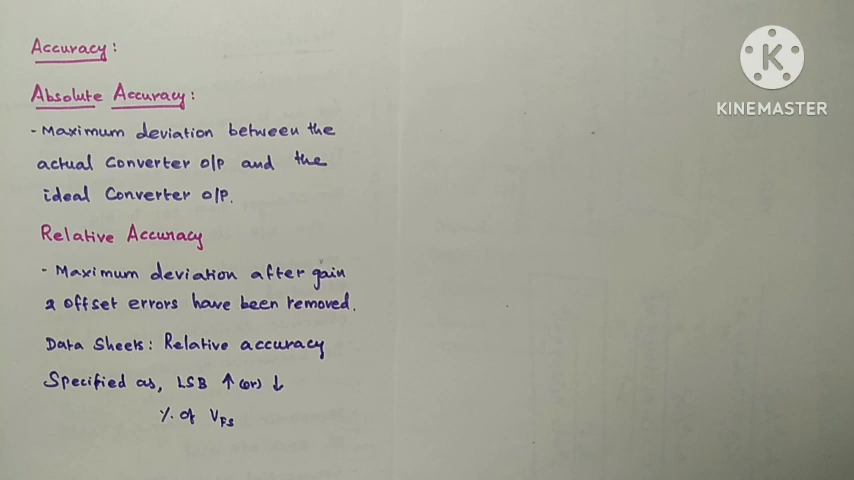 Accuracy:
Absolute Accuracy:
- Maximum deviation between the
actual converter o/p and the
ideal converter o/p.
Relative Accuracy
- Maximum deviation after gain
& offset errors have been removed.
Data Sheets: Relative accuracy
Specified as, LSB ↑ (or) ↓
% of VFS
KINEMASTER